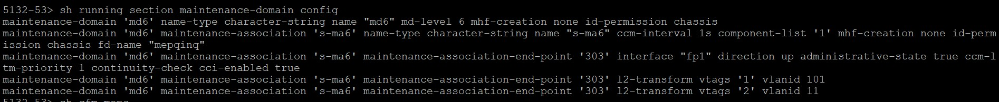 5132-53> sh running section maintenance-domain config
maintenance-domain 'md6' name-type character-string name "md6" md-level 6 mhf-creation none id-permission chassis
maintenance-domain 'md6' maintenance-association 's-ma6' name-type character-string name "s-ma6" ccm-interval 1s component-list '1' mhf-creation none id-perm
ission chassis fd-name "mepqinq"
maintenance-domain 'md6' maintenance-association 's-ma6' maintenance-association-end-point '303' interface "fp1" direction up administrative-state true ccm-l
tm-priority 1 continuity-check cci-enabled true
maintenance-domain 'md6' maintenance-association 's-ma6' maintenance-association-end-point '303' l2-transform vtags '1' vlanid 101
maintenance-domain 'md6' maintenance-association 's-ma6' maintenance-association-end-point '303' l2-transform vtags '2' vlanid 11
5132-53> sh cfm meps